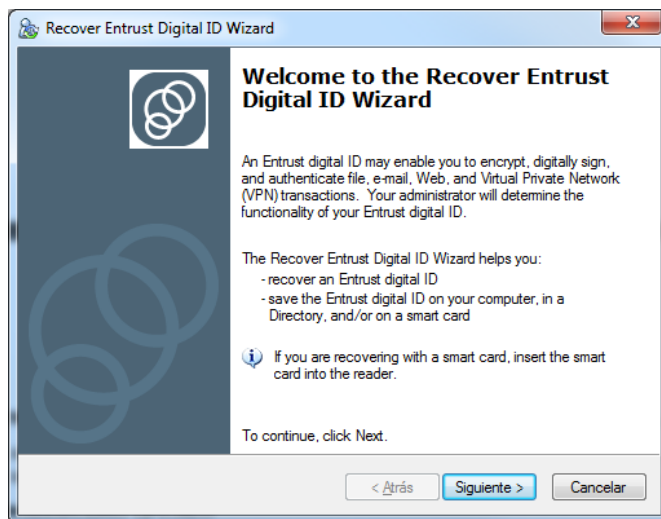 Recover Entrust Digital ID Wizard
Welcome to the Recover Entrust
Digital ID Wizard
An Entrust digital ID may enable you to encrypt, digitally sign,
and authenticate file, e-mail, Web, and Virtual Private Network
(VPN) transactions.  Your administrator will determine the
functionality of your Entrust digital ID.
The Recover Entrust Digital ID Wizard helps you:
- recover an Entrust digital ID
- save the Entrust digital ID on your computer, in a
Directory, and/or on a smart card
If you are recovering with a smart card, insert the smart
card into the reader.
To continue, click Next.
< Atrás
Siguiente >
Cancelar